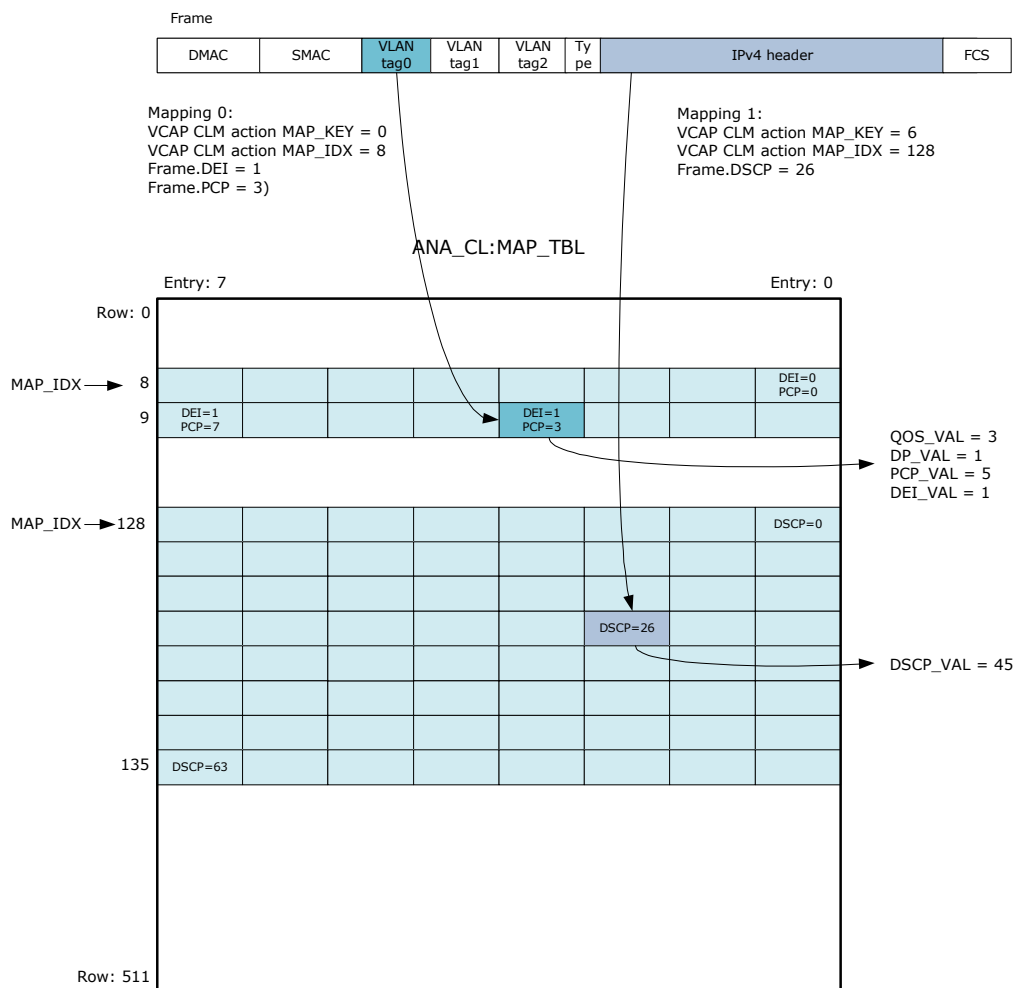 Frame
DMAC
SMAC
VLAN
tag0
VLAN
tag1
VLAN
tag2
Ty
pe
IPv4 header
FCS
Mapping 0:
VCAP CLM action MAP_KEY = 0
VCAP CLM action MAP_IDX = 8
Frame.DEI = 1
Frame.PCP = 3)
Mapping 1:
VCAP CLM action MAP_KEY = 6
VCAP CLM action MAP_IDX = 128
Frame.DSCP = 26
ANA_CL:MAP_TBL
Entry: 7
Entry: 0
Row: 0
MAP_IDX
8
DEI=0
PCP=0
9
DEI=1
PCP=7
DEI=1
PCP=3
QOS_VAL = 3
DP_VAL = 1
PCP_VAL = 5
DEI_VAL = 1
MAP_IDX
128
DSCP=0
DSCP=26
DSCP_VAL = 45
135
DSCP=63
Row: 511